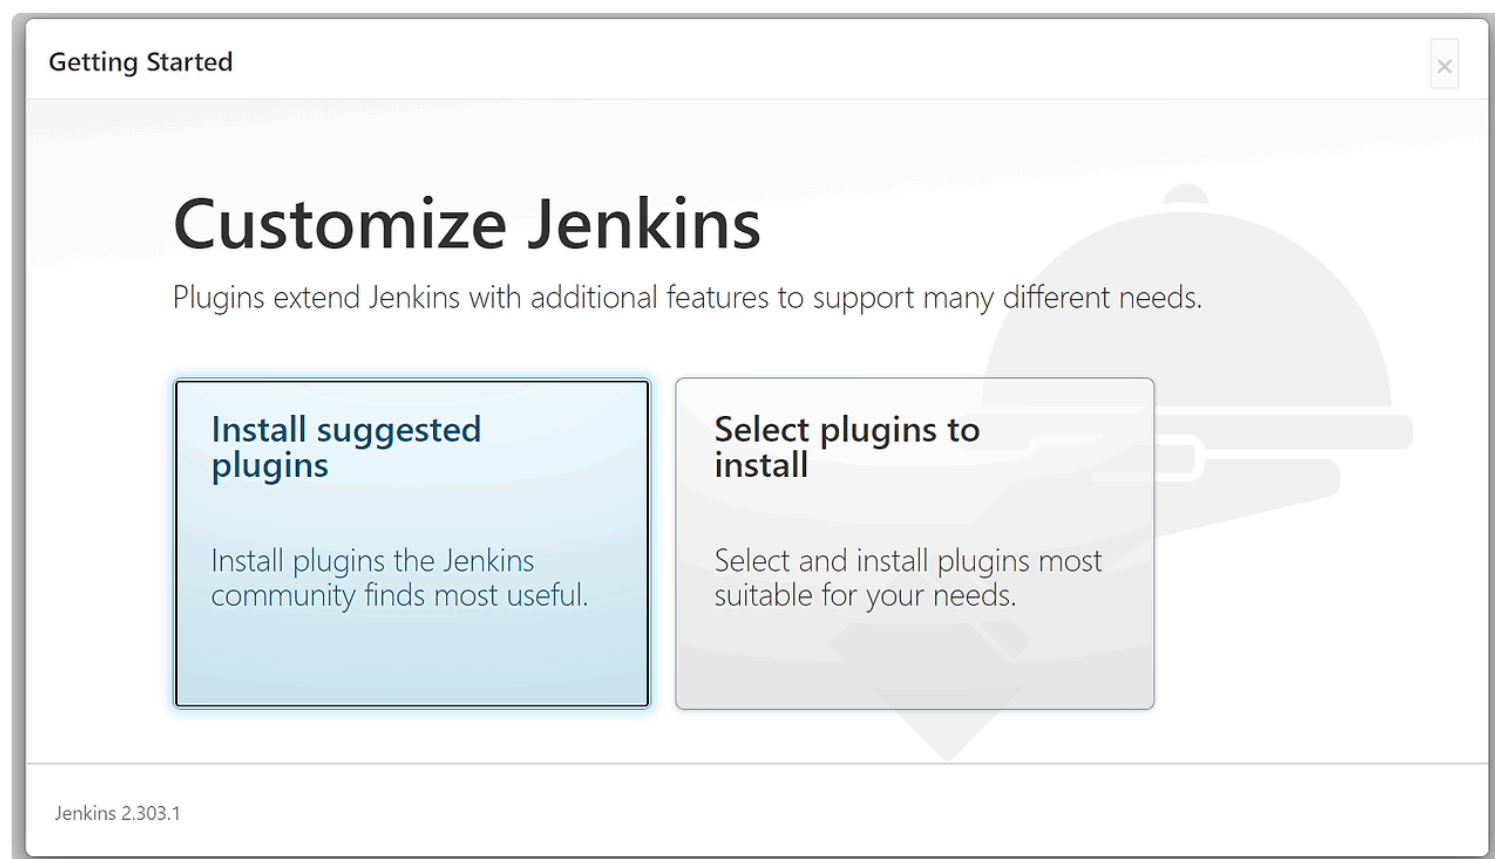 Getting Started
×
Customize Jenkins
Plugins extend Jenkins with additional features to support many different needs.
Install suggested
plugins
Install plugins the Jenkins
community finds most useful.
Select plugins to
install
Select and install plugins most
suitable for your needs.
Jenkins 2.303.1